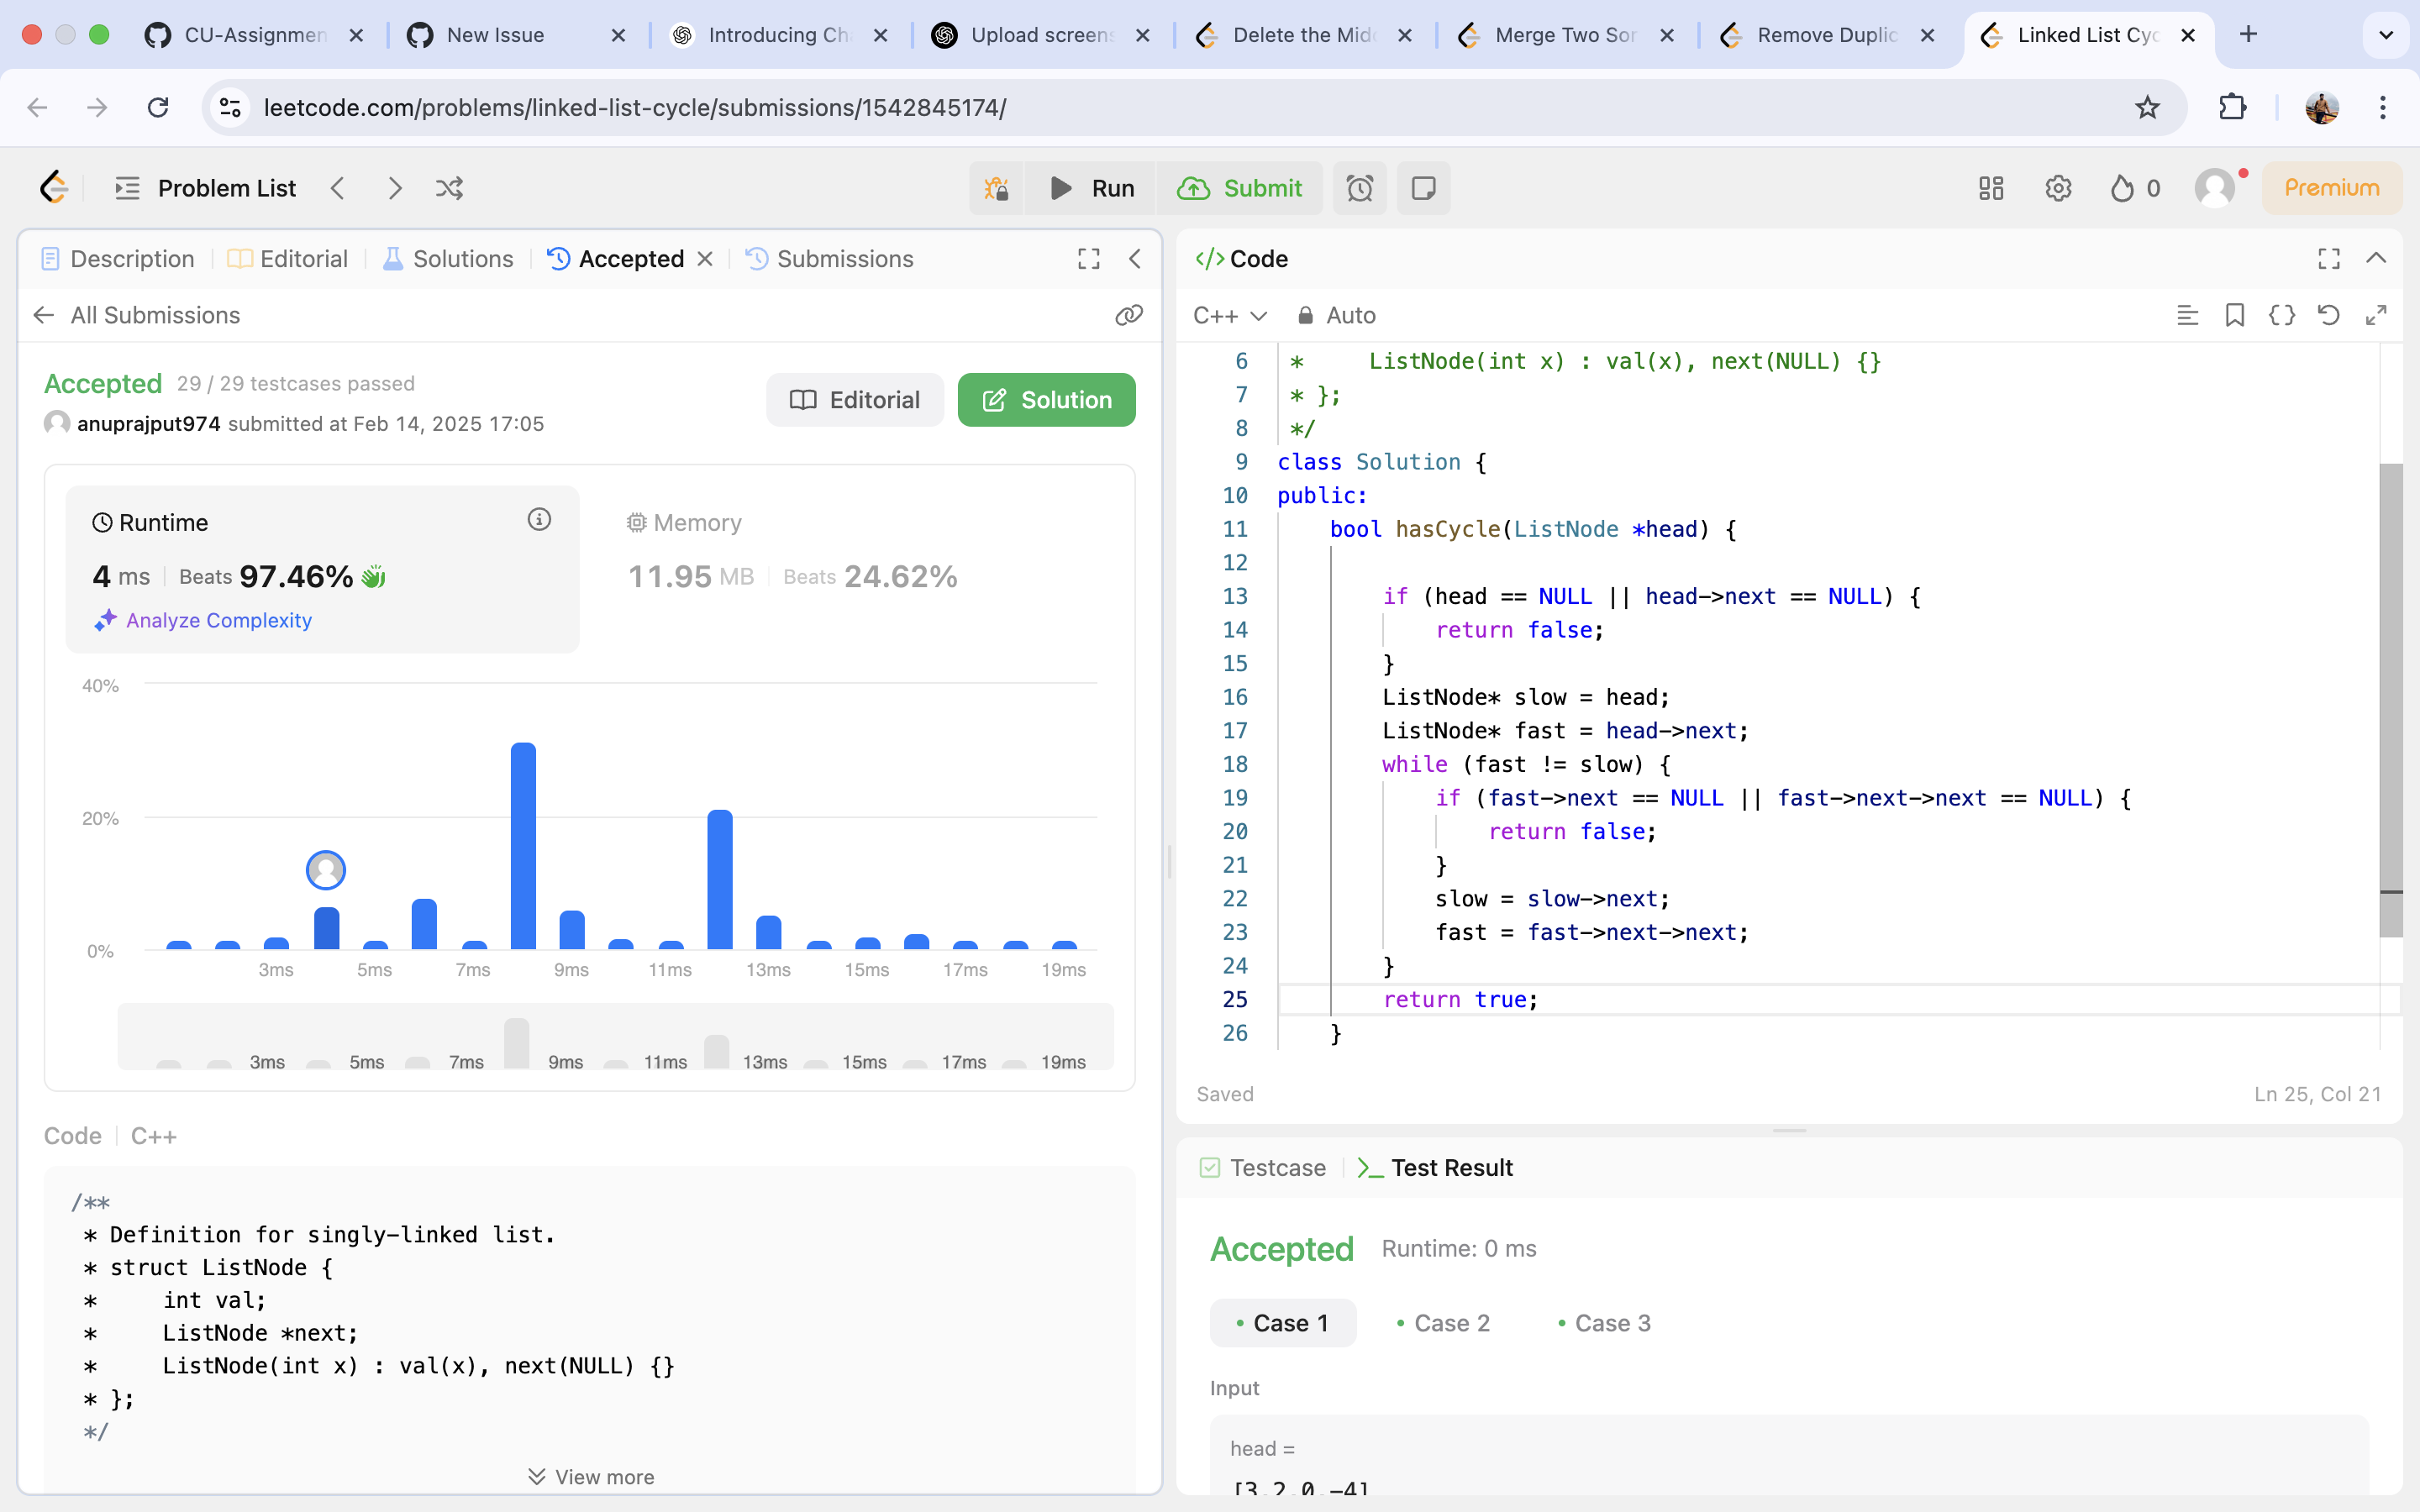 CU-Assignmen
New Issue
Introducing Ch
Upload screens
Delete the Mid
Merge Two Sor
Remove Duplic
Linked List Cyc
leetcode.com/problems/linked-list-cycle/submissions/1542845174/
Problem List
Run
Submit
0
Premium
Description
Editorial
Solutions
Accepted
Submissions
All Submissions
Accepted 29 / 29 testcases passed
anuprajput974 submitted at Feb 14, 2025 17:05
Editorial
Solution
Runtime
4 ms | Beats 97.46%
Analyze Complexity
Memory
11.95 MB | Beats 24.62%
40%
20%
0%
3ms 5ms 7ms 9ms 11ms 13ms 15ms 17ms 19ms
3ms 5ms 7ms 9ms 11ms 13ms 15ms 17ms 19ms
Code | C++
/**
* Definition for singly-linked list.
* struct ListNode {
*     int val;
*     ListNode *next;
*     ListNode(int x) : val(x), next(NULL) {}
* };
*/
View more
</> Code
C++ Auto
6 *     ListNode(int x) : val(x), next(NULL) {}
7 * };
8 */
9 class Solution {
10 public:
11     bool hasCycle(ListNode *head) {
12
13         if (head == NULL || head->next == NULL) {
14             return false;
15         }
16         ListNode* slow = head;
17         ListNode* fast = head->next;
18         while (fast != slow) {
19             if (fast->next == NULL || fast->next->next == NULL) {
20                 return false;
21             }
22             slow = slow->next;
23             fast = fast->next->next;
24         }
25         return true;
26     }
Saved
Ln 25, Col 21
Testcase
Test Result
Accepted Runtime: 0 ms
• Case 1 • Case 2 • Case 3
Input
head =
[3,2,0,-4]